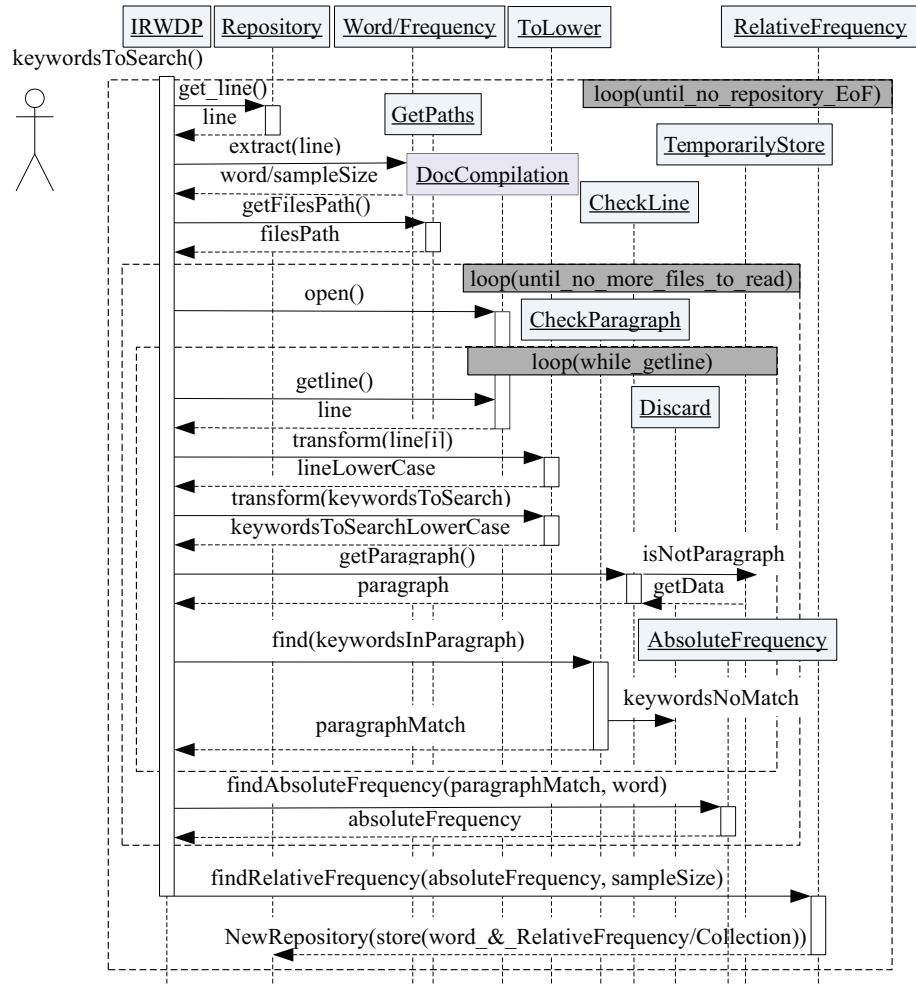 IRWDP Repository Word/Frequency ToLower RelativeFrequency
keywordsToSearch()
get_line()
loop(until_no_repository_EoF)
line
GetPaths
TemporarilyStore
extract(line)
word/sampleSize
DocCompilation
CheckLine
getFilesPath()
filesPath
loop(until_no_more_files_to_read)
open()
CheckParagraph
loop(while_getline)
getline()
line
Discard
transform(line[i])
lineLowerCase
transform(keywordsToSearch)
keywordsToSearchLowerCase
getParagraph()
isNotParagraph
paragraph
getData
find(keywordsInParagraph)
AbsoluteFrequency
keywordsNoMatch
paragraphMatch
findAbsoluteFrequency(paragraphMatch, word)
absoluteFrequency
findRelativeFrequency(absoluteFrequency, sampleSize)
NewRepository(store(word_&_RelativeFrequency/Collection))